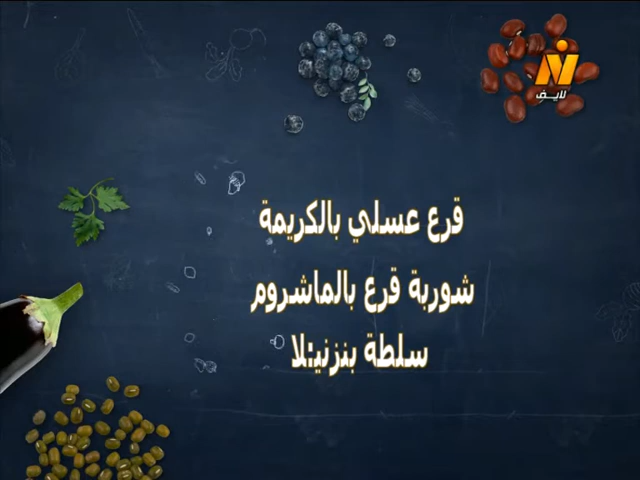 لايف
قرع عسلي بالكريمة
شوربة قرع بالماشروم
سلطة بنزنيلا